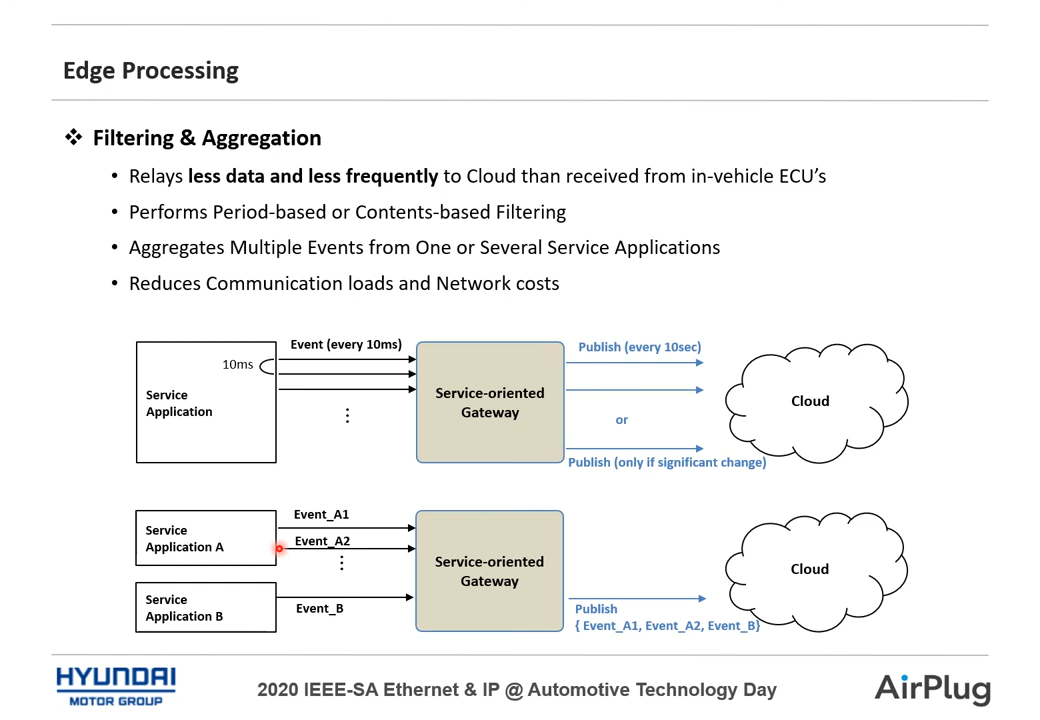 Edge Processing
❖ Filtering & Aggregation
• Relays less data and less frequently to Cloud than received from in-vehicle ECU's
• Performs Period-based or Contents-based Filtering
• Aggregates Multiple Events from One or Several Service Applications
• Reduces Communication loads and Network costs
Event (every 10ms)
10ms
Service
Application
⋮
Service-oriented
Gateway
Publish (every 10sec)
or
Publish (only if significant change)
Cloud
Service
Application A
Event_A1
Event_A2
⋮
Service
Application B
Event_B
Service-oriented
Gateway
Publish
{ Event_A1, Event_A2, Event_B}
Cloud
HYUNDAI
MOTOR GROUP
2020 IEEE-SA Ethernet & IP @ Automotive Technology Day
AirPlug